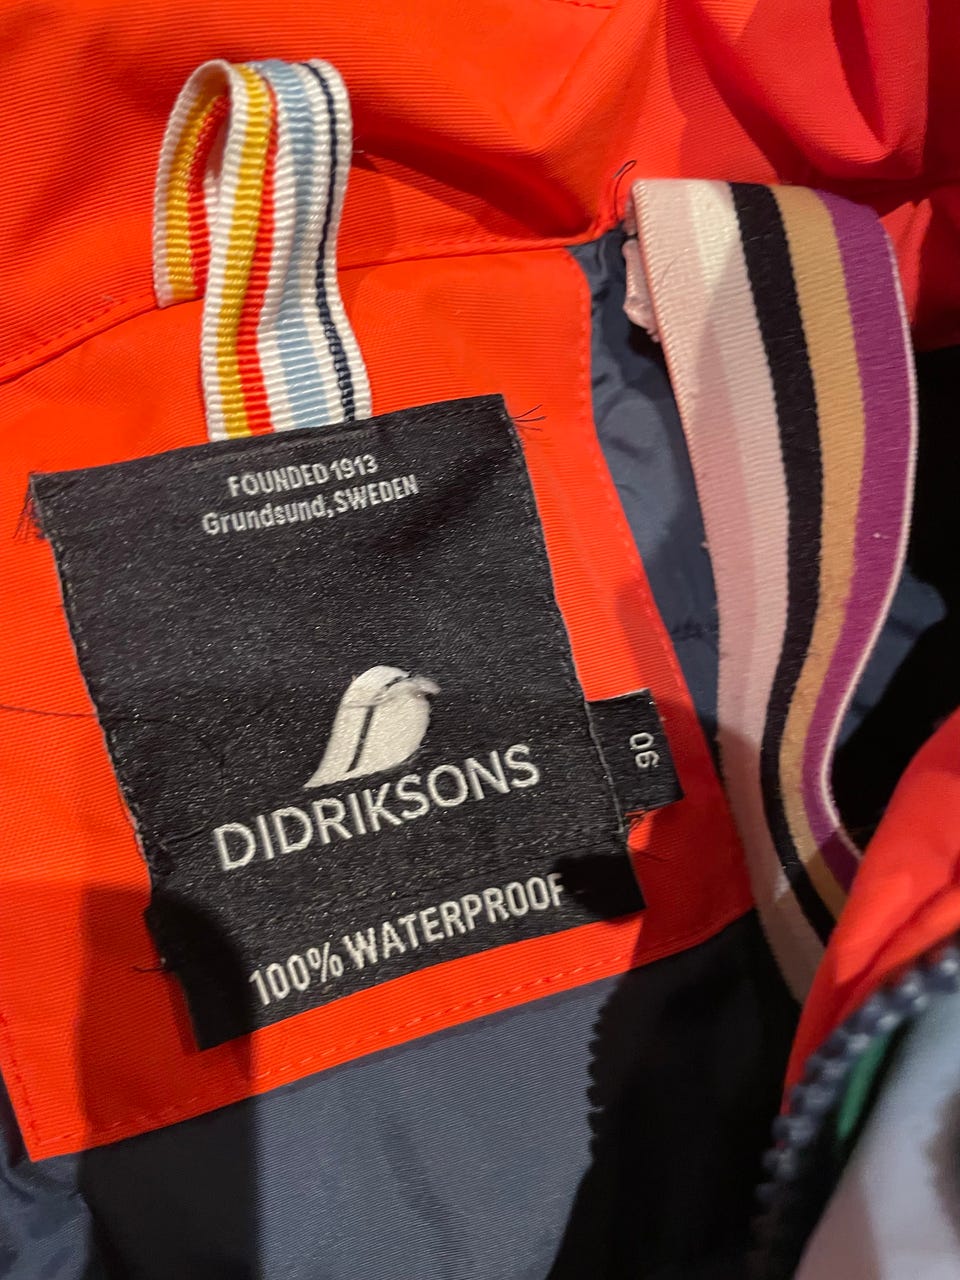 FOUNDED 1913
Grundsund, SWEDEN
DIDRIKSONS
90
100% WATERPROOF